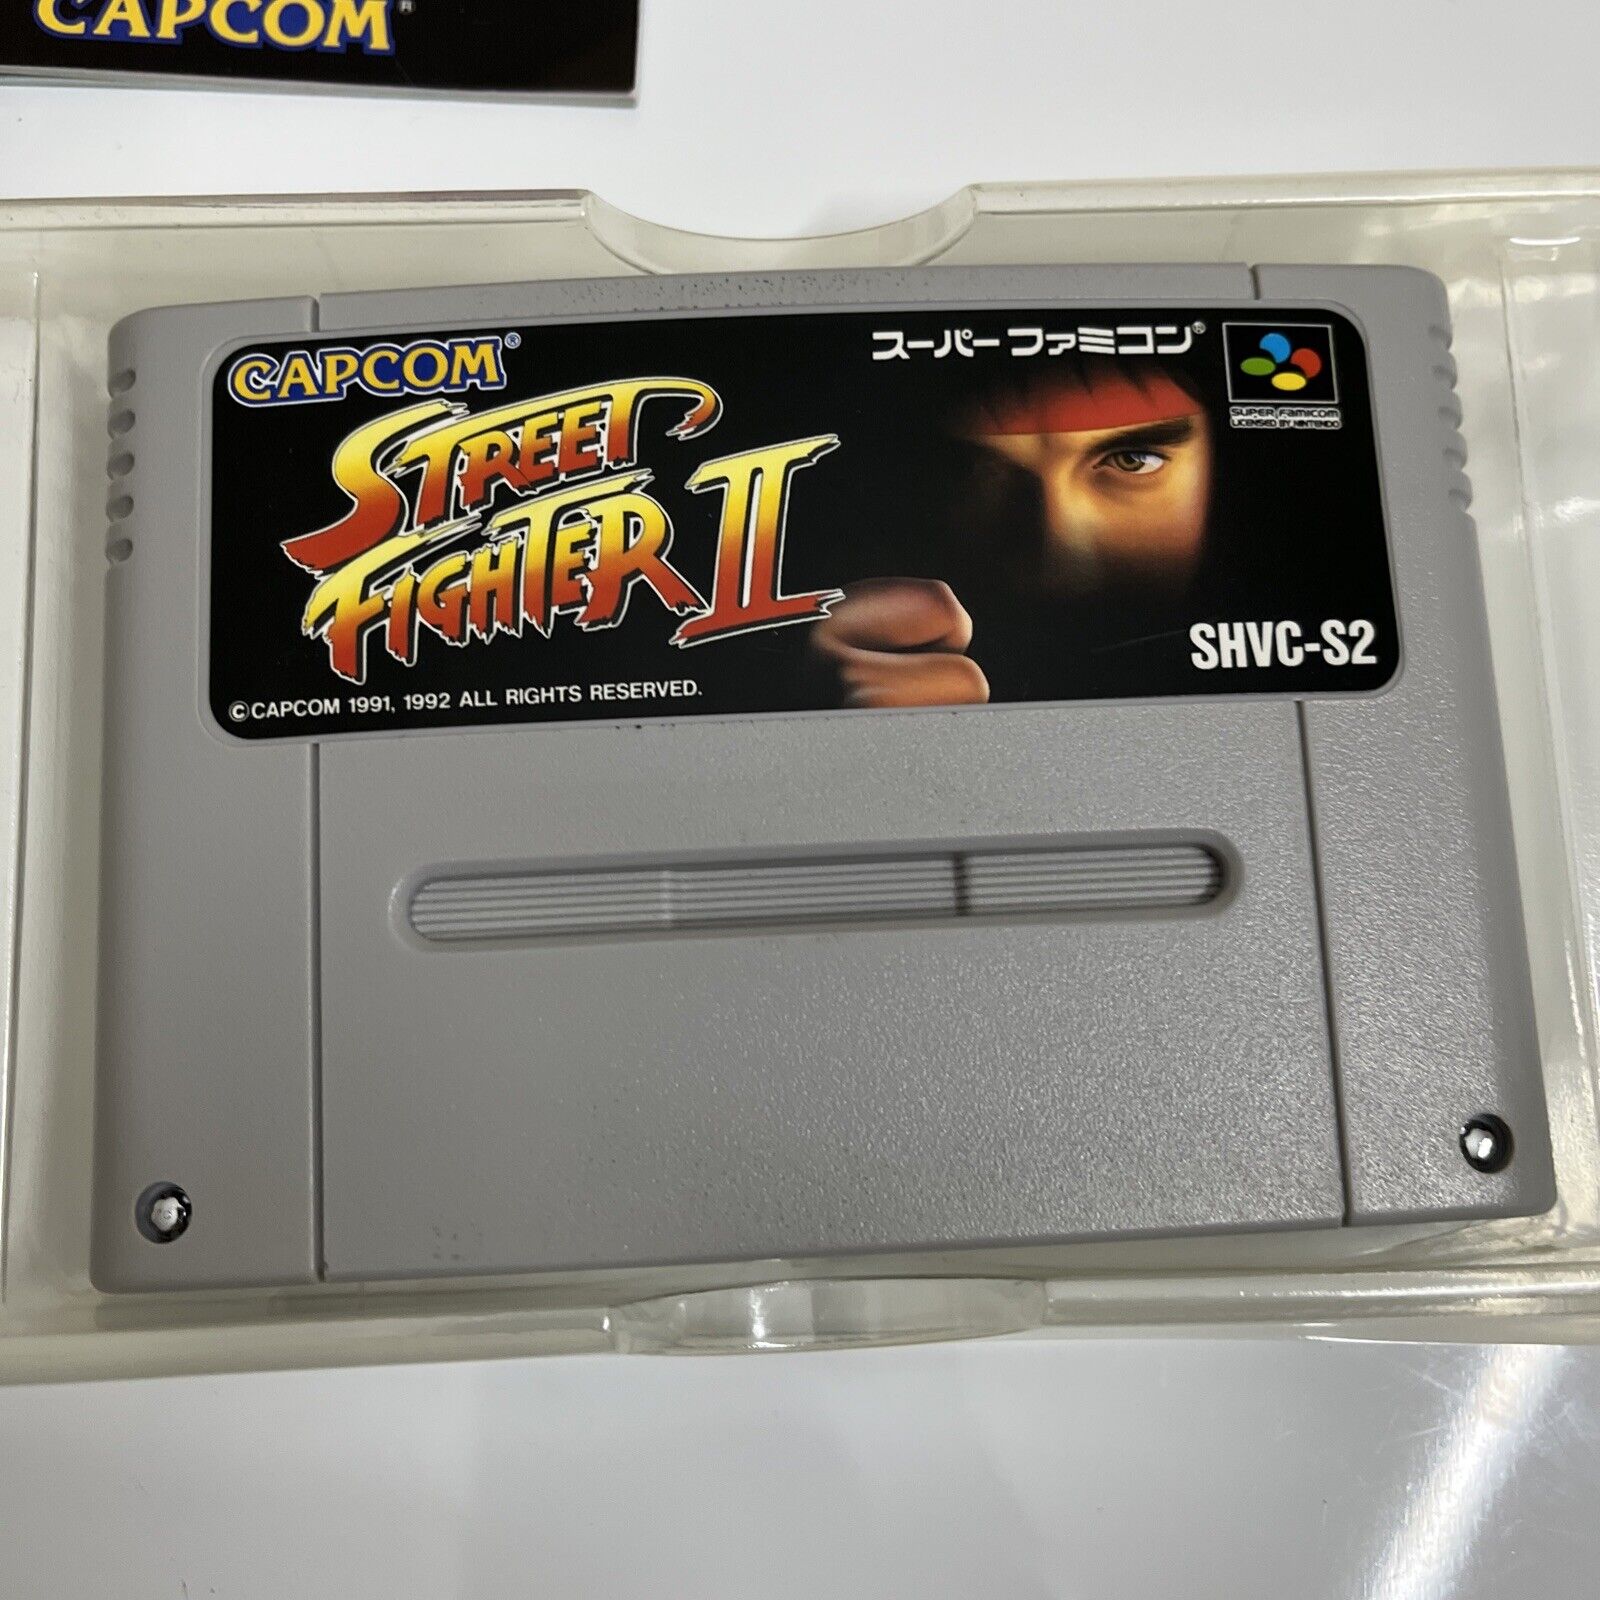 CAPCOM®
CAPCOM®
スーパーファミコン®
STREET
FIGHTER II
SUPER Famicom
LICENSED BY NINTENDO
SHVC-S2
©CAPCOM 1991, 1992 ALL RIGHTS RESERVED.